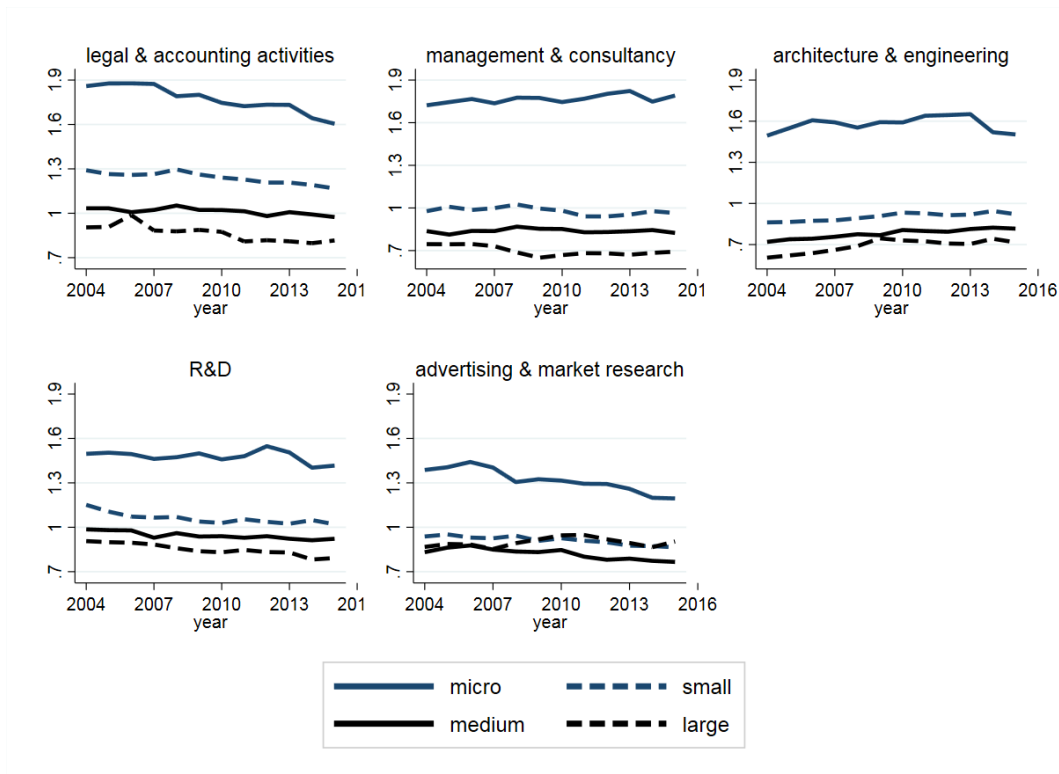 legal & accounting activities
management & consultancy
architecture & engineering
1.9
1.6
1.3
1
.7
2004 2007 2010 2013 201
year
1.9
1.6
1.3
1
.7
2004 2007 2010 2013 201
year
1.9
1.6
1.3
1
.7
2004 2007 2010 2013 2016
year
R&D
advertising & market research
1.9
1.6
1.3
1
.7
2004 2007 2010 2013 201
year
1.9
1.6
1.3
1
.7
2004 2007 2010 2013 2016
year
micro
small
medium
large